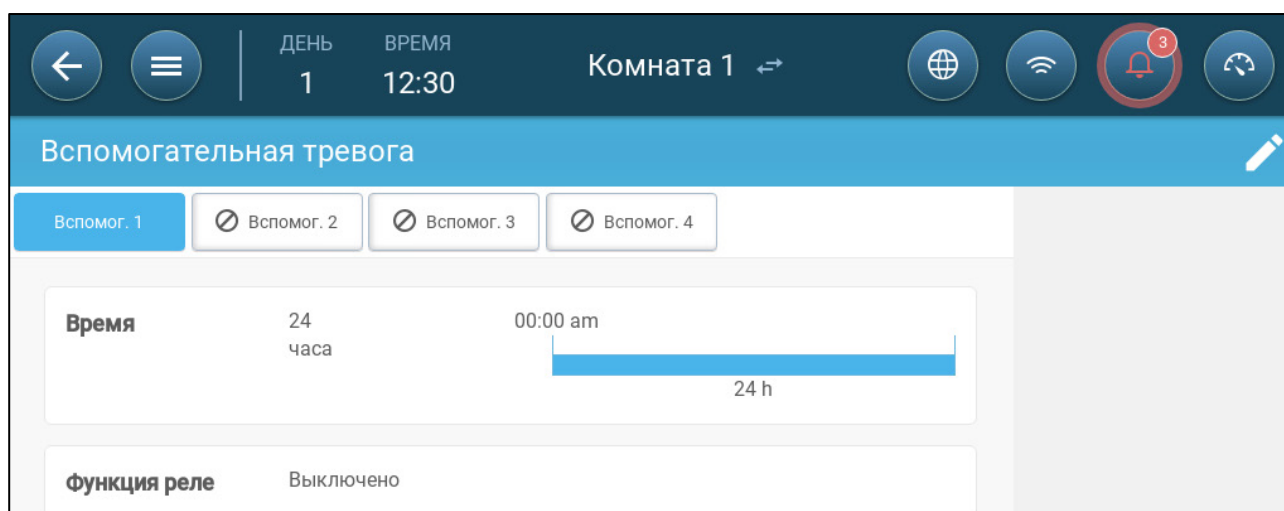 ДЕНЬ ВРЕМЯ
1 12:30 Комната 1 3
Вспомогательная тревога
Вспомог. 1 Вспомог. 2 Вспомог. 3 Вспомог. 4
Время 24 00:00 am
часа
24 h
Функция реле Выключено